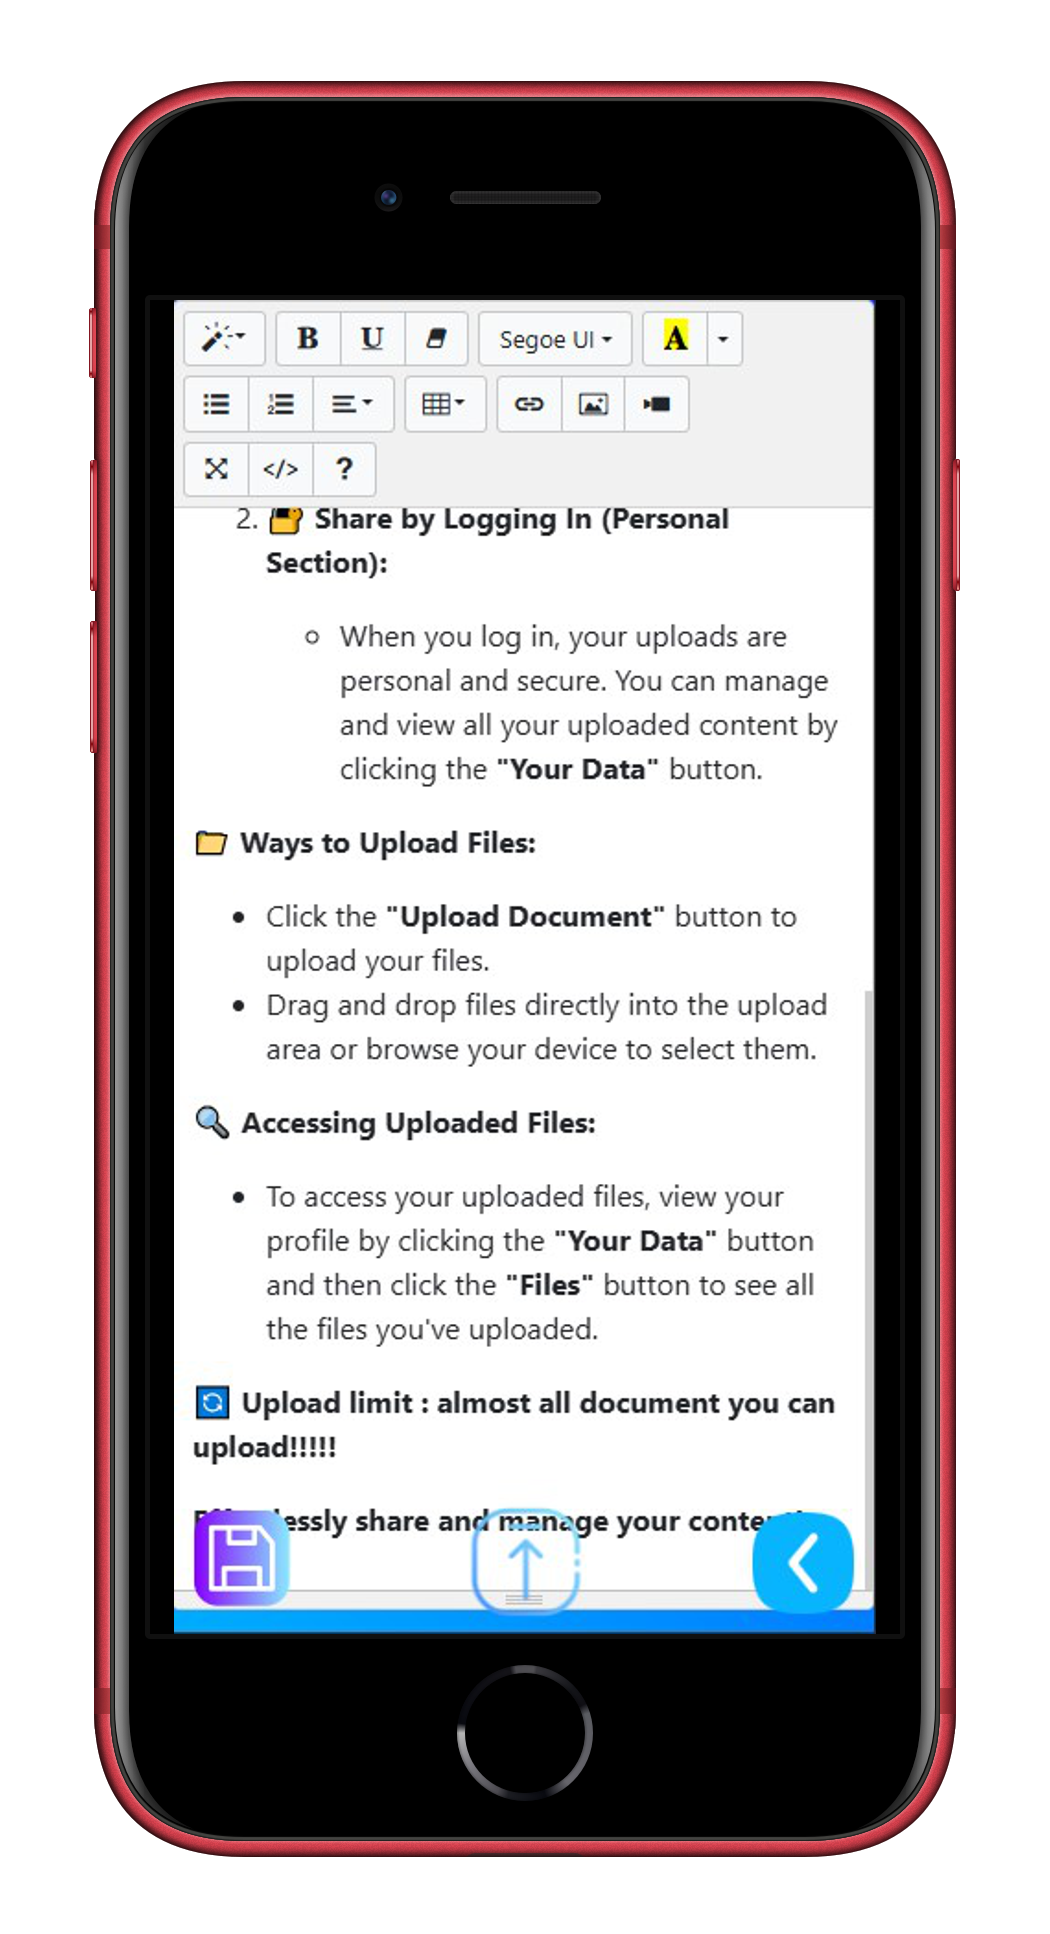 B U Segoe UI A
</> ?
2. 🔐 Share by Logging In (Personal
Section):
○ When you log in, your uploads are
personal and secure. You can manage
and view all your uploaded content by
clicking the "Your Data" button.
📁 Ways to Upload Files:
• Click the "Upload Document" button to
upload your files.
• Drag and drop files directly into the upload
area or browse your device to select them.
🔍 Accessing Uploaded Files:
• To access your uploaded files, view your
profile by clicking the "Your Data" button
and then click the "Files" button to see all
the files you've uploaded.
🔄 Upload limit : almost all document you can
upload!!!!!
share and manage your